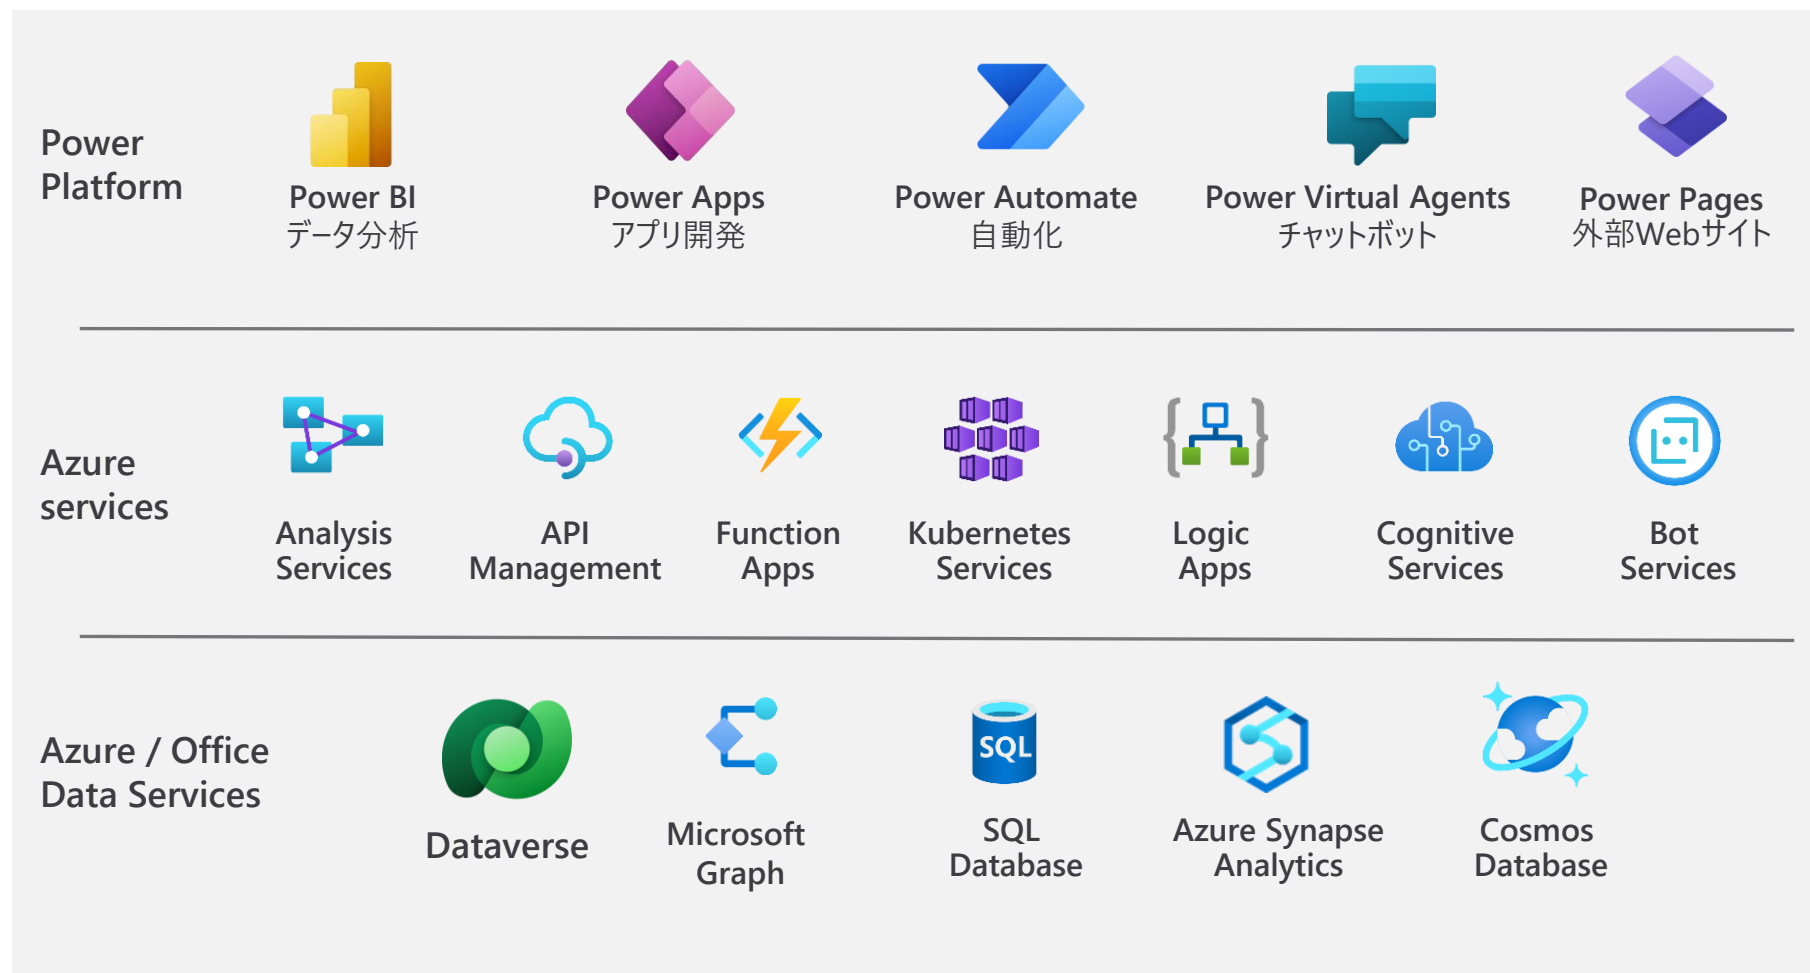 Power
Platform
Power BI
データ分析
Power Apps
アプリ開発
Power Automate
自動化
Power Virtual Agents
チャットボット
Power Pages
外部Webサイト
Azure
services
Analysis
Services
API
Management
Function
Apps
Kubernetes
Services
Logic
Apps
Cognitive
Services
Bot
Services
Azure / Office
Data Services
Dataverse
Microsoft
Graph
SQL
SQL
Database
Azure Synapse
Analytics
Cosmos
Database